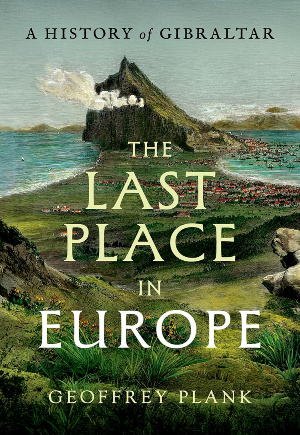 A HISTORY of GIBRALTAR
THE
LAST
PLACE
IN
EUROPE
GEOFFREY PLANK